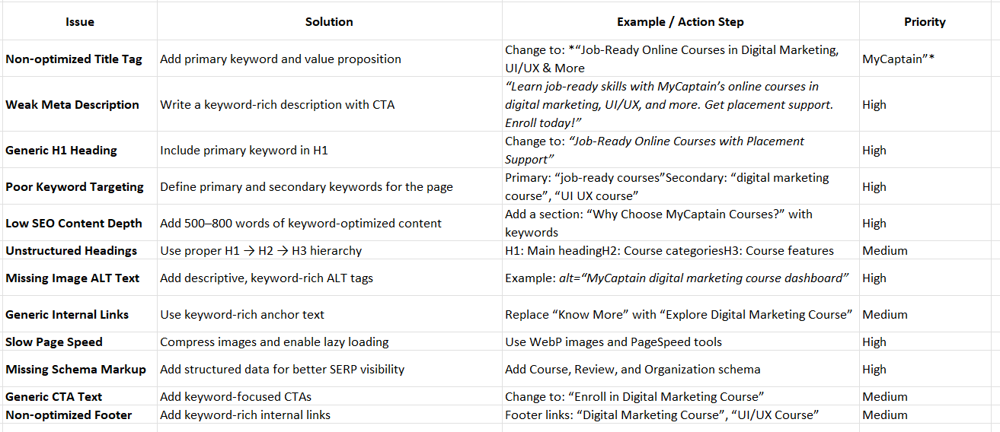 Issue Solution Example / Action Step Priority
Non-optimized Title Tag Add primary keyword and value proposition Change to: *“Job-Ready Online Courses in Digital Marketing, UI/UX & More MyCaptain”*
Weak Meta Description Write a keyword-rich description with CTA “Learn job-ready skills with MyCaptain’s online courses in digital marketing, UI/UX, and more. Get placement support. Enroll today!” High
Generic H1 Heading Include primary keyword in H1 Change to: “Job-Ready Online Courses with Placement Support” High
Poor Keyword Targeting Define primary and secondary keywords for the page Primary: “job-ready courses”Secondary: “digital marketing course”, “UI UX course” High
Low SEO Content Depth Add 500–800 words of keyword-optimized content Add a section: “Why Choose MyCaptain Courses?” with keywords High
Unstructured Headings Use proper H1 → H2 → H3 hierarchy H1: Main headingH2: Course categoriesH3: Course features Medium
Missing Image ALT Text Add descriptive, keyword-rich ALT tags Example: alt=“MyCaptain digital marketing course dashboard” High
Generic Internal Links Use keyword-rich anchor text Replace “Know More” with “Explore Digital Marketing Course” Medium
Slow Page Speed Compress images and enable lazy loading Use WebP images and PageSpeed tools High
Missing Schema Markup Add structured data for better SERP visibility Add Course, Review, and Organization schema High
Generic CTA Text Add keyword-focused CTAs Change to: “Enroll in Digital Marketing Course” Medium
Non-optimized Footer Add keyword-rich internal links Footer links: “Digital Marketing Course”, “UI/UX Course” Medium